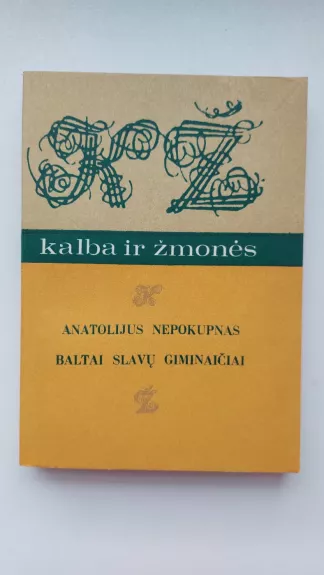 K Ž
kalba ir žmonės
K
ANATOLIJUS NEPOKUPNAS
BALTAI SLAVŲ GIMINAIČIAI
Ž